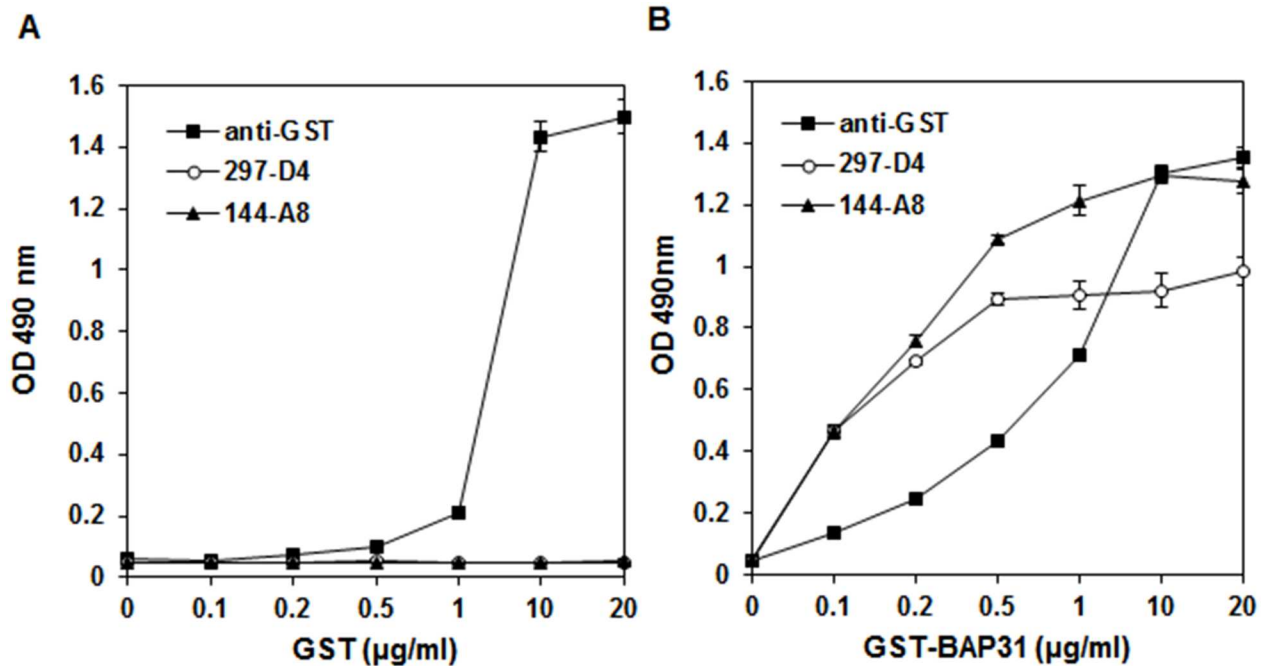 A
1.6
1.4
1.2
1
0.8
0.6
0.4
0.2
0
OD 490 nm
anti-GST
297-D4
144-A8
0 0.1 0.2 0.5 1 10 20
GST (µg/ml)
B
1.6
1.4
1.2
1
0.8
0.6
0.4
0.2
0
OD 490nm
anti-GST
297-D4
144-A8
0 0.1 0.2 0.5 1 10 20
GST-BAP31 (µg/ml)